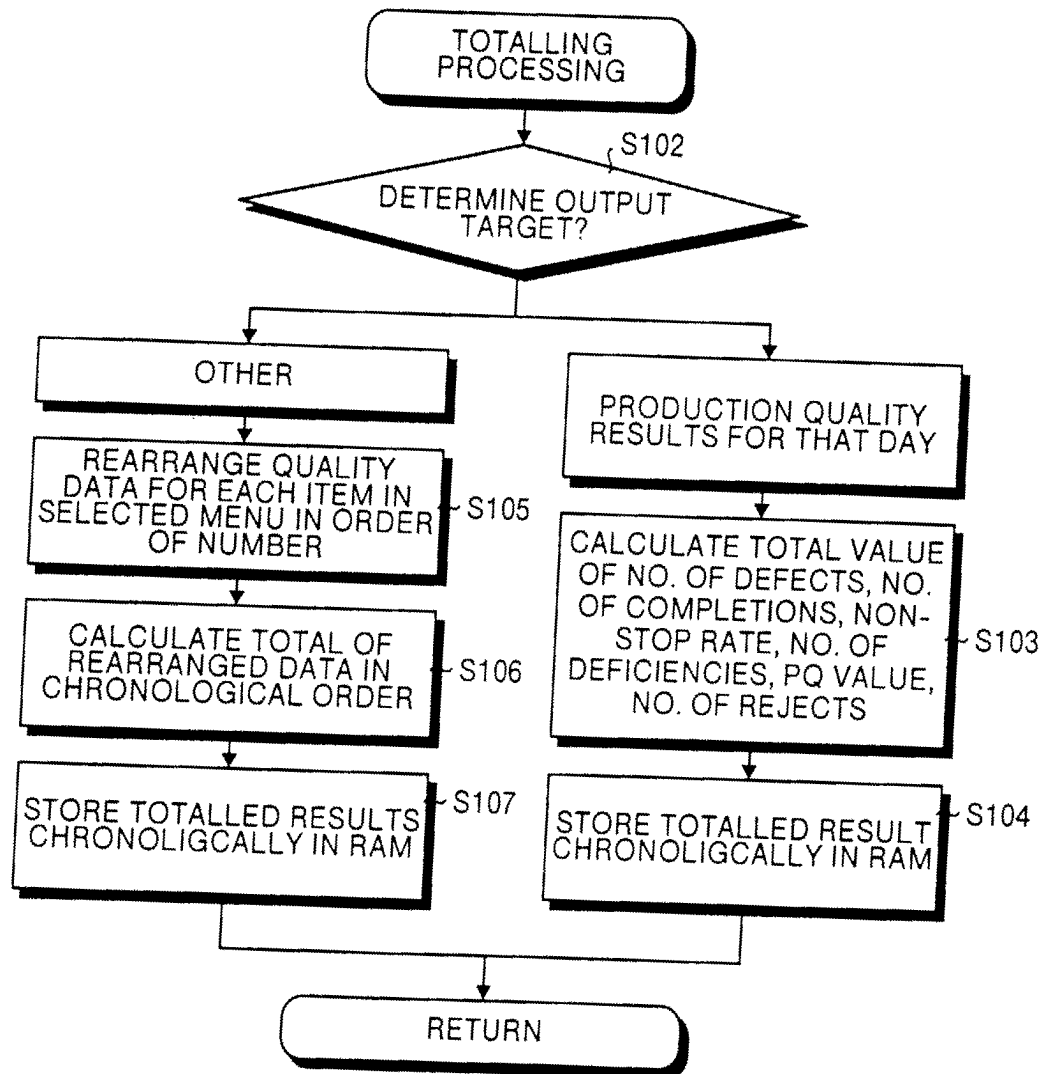 TOTALLING
PROCESSING
S102
DETERMINE OUTPUT
TARGET?
OTHER
REARRANGE QUALITY
DATA FOR EACH ITEM IN
SELECTED MENU IN ORDER
OF NUMBER
S105
CALCULATE TOTAL OF
REARRANGED DATA IN
CHRONOLOGICAL ORDER
S106
STORE TOTALLED RESULTS
CHRONOLIGCALLY IN RAM
S107
PRODUCTION QUALITY
RESULTS FOR THAT DAY
CALCULATE TOTAL VALUE
OF NO. OF DEFECTS, NO.
OF COMPLETIONS, NON-
STOP RATE, NO. OF
DEFICIENCIES, PQ VALUE,
NO. OF REJECTS
S103
STORE TOTALLED RESULT
CHRONOLIGCALLY IN RAM
S104
RETURN